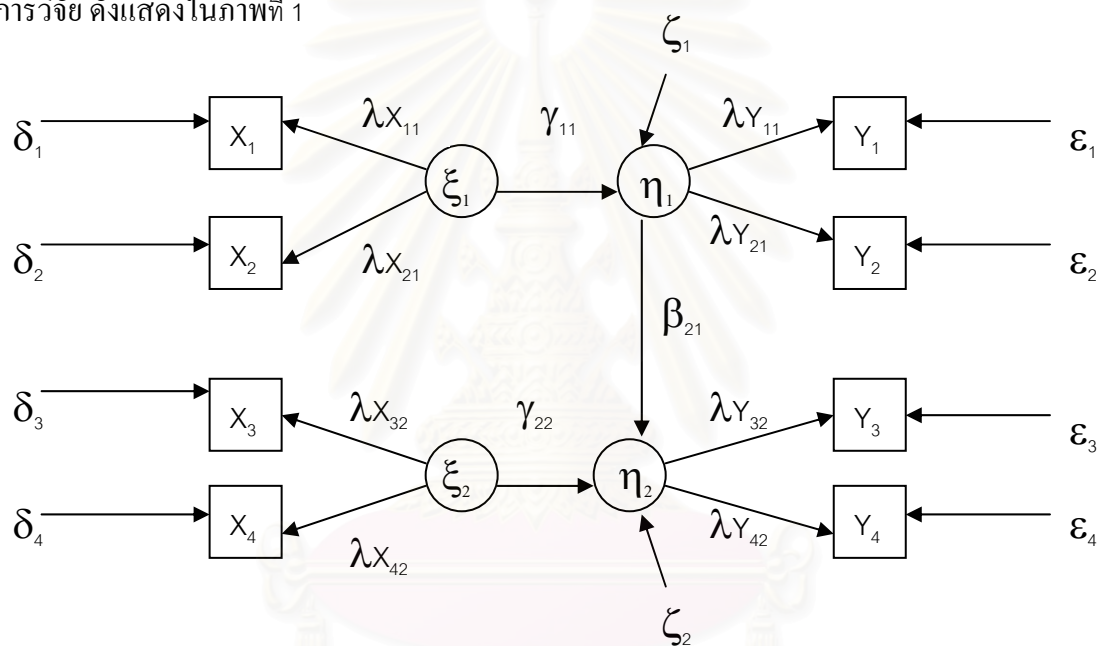 การวิจัย ดังแสดงในภาพที่ 1
ζ₁
δ₁ X₁ λX₁₁ γ₁₁ λY₁₁ Y₁ ε₁
ξ₁ η₁
δ₂ X₂ λX₂₁ λY₂₁ Y₂ ε₂
β₂₁
δ₃ X₃ λX₃₂ γ₂₂ λY₃₂ Y₃ ε₃
ξ₂ η₂
δ₄ X₄ λX₄₂ λY₄₂ Y₄ ε₄
ζ₂